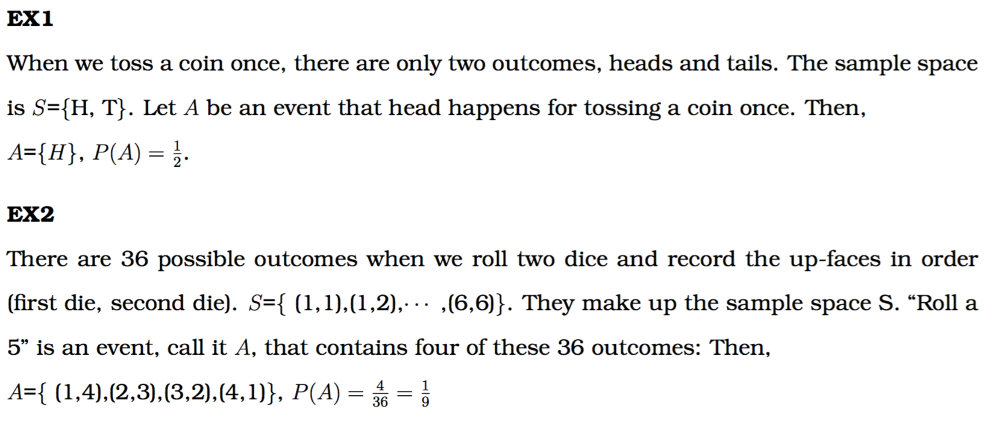 EX1
When we toss a coin once, there are only two outcomes, heads and tails. The sample space
is S={H, T}. Let A be an event that head happens for tossing a coin once. Then,
A={H}, P(A) = 1/2.
EX2
There are 36 possible outcomes when we roll two dice and record the up-faces in order
(first die, second die). S={ (1,1),(1,2),⋯ ,(6,6)}. They make up the sample space S. “Roll a
5” is an event, call it A, that contains four of these 36 outcomes: Then,
A={ (1,4),(2,3),(3,2),(4,1)}, P(A) = 4/36 = 1/9